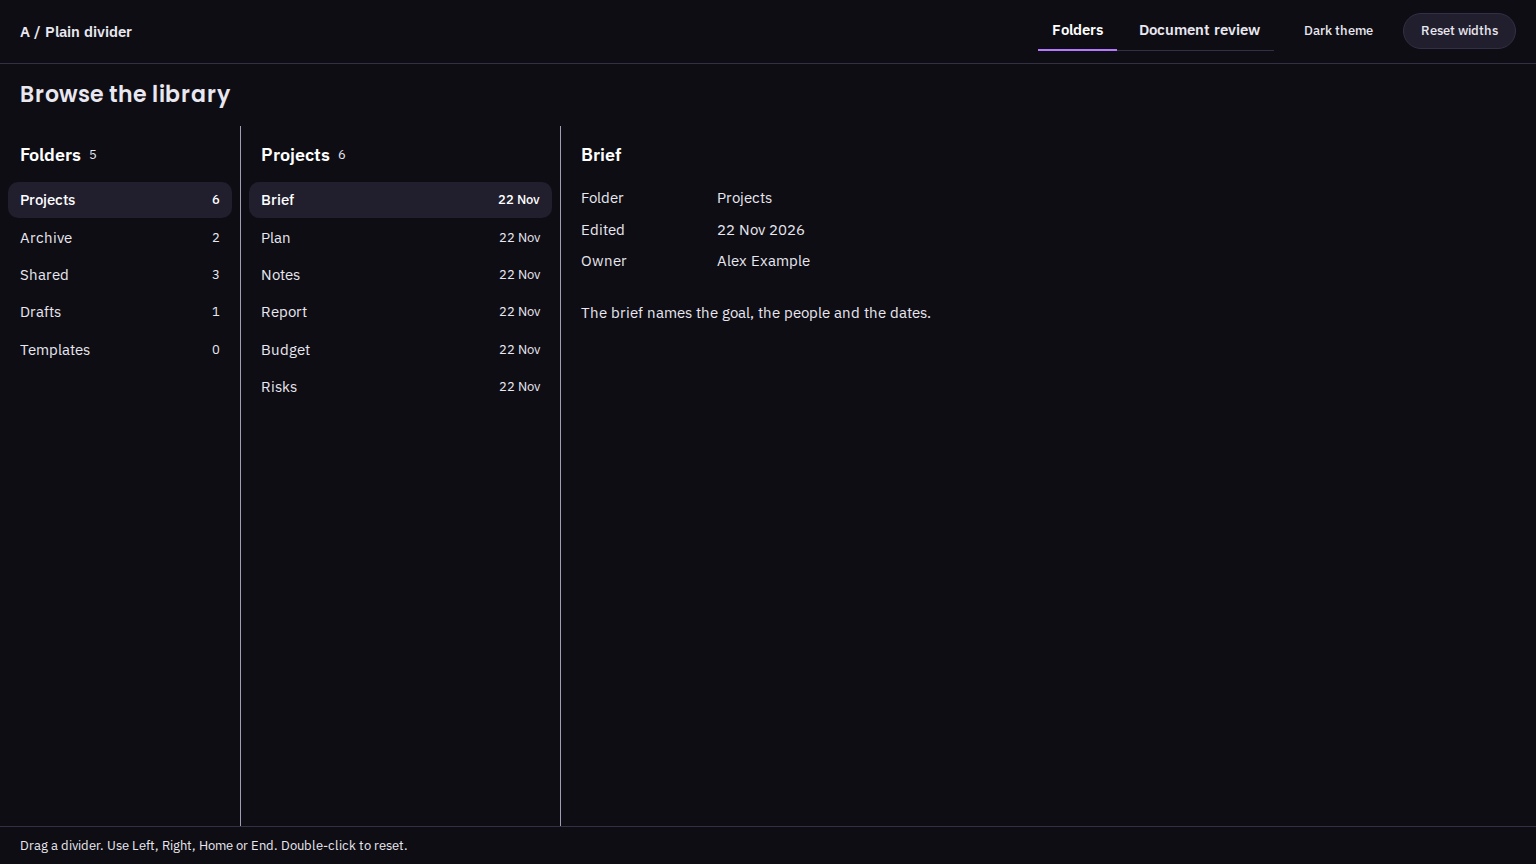 A / Plain divider
Folders Document review Dark theme Reset widths
Browse the library
Folders 5
Projects 6
Archive 2
Shared 3
Drafts 1
Templates 0
Projects 6
Brief 22 Nov
Plan 22 Nov
Notes 22 Nov
Report 22 Nov
Budget 22 Nov
Risks 22 Nov
Brief
Folder Projects
Edited 22 Nov 2026
Owner Alex Example
The brief names the goal, the people and the dates.
Drag a divider. Use Left, Right, Home or End. Double-click to reset.